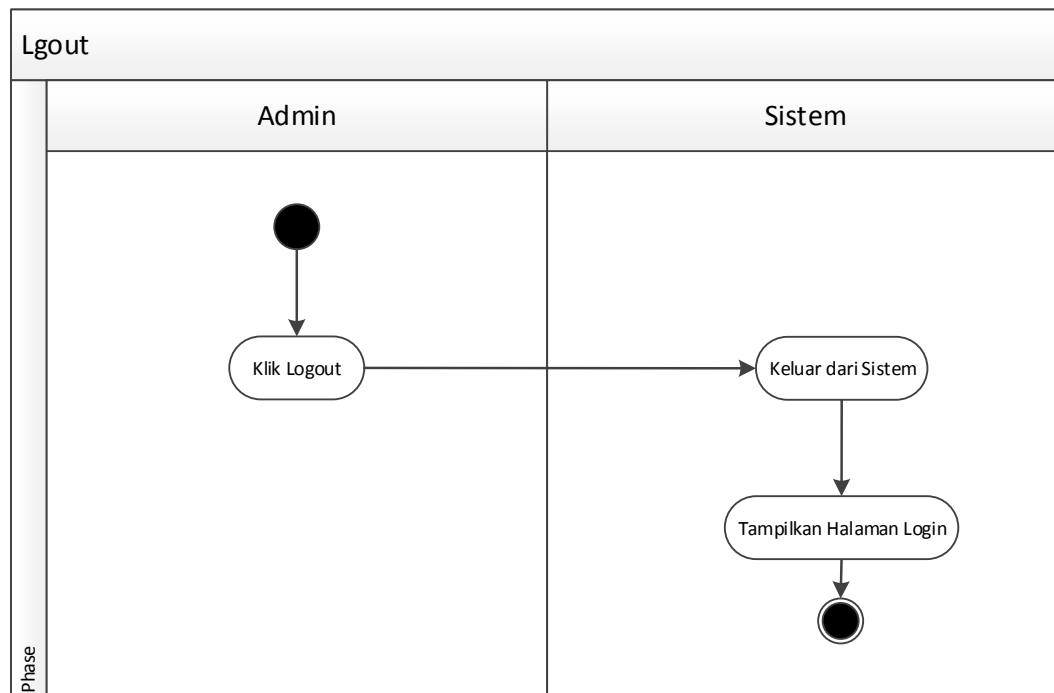 Lgout
Admin
Sistem
Klik Logout
Keluar dari Sistem
Tampilkan Halaman Login
Phase